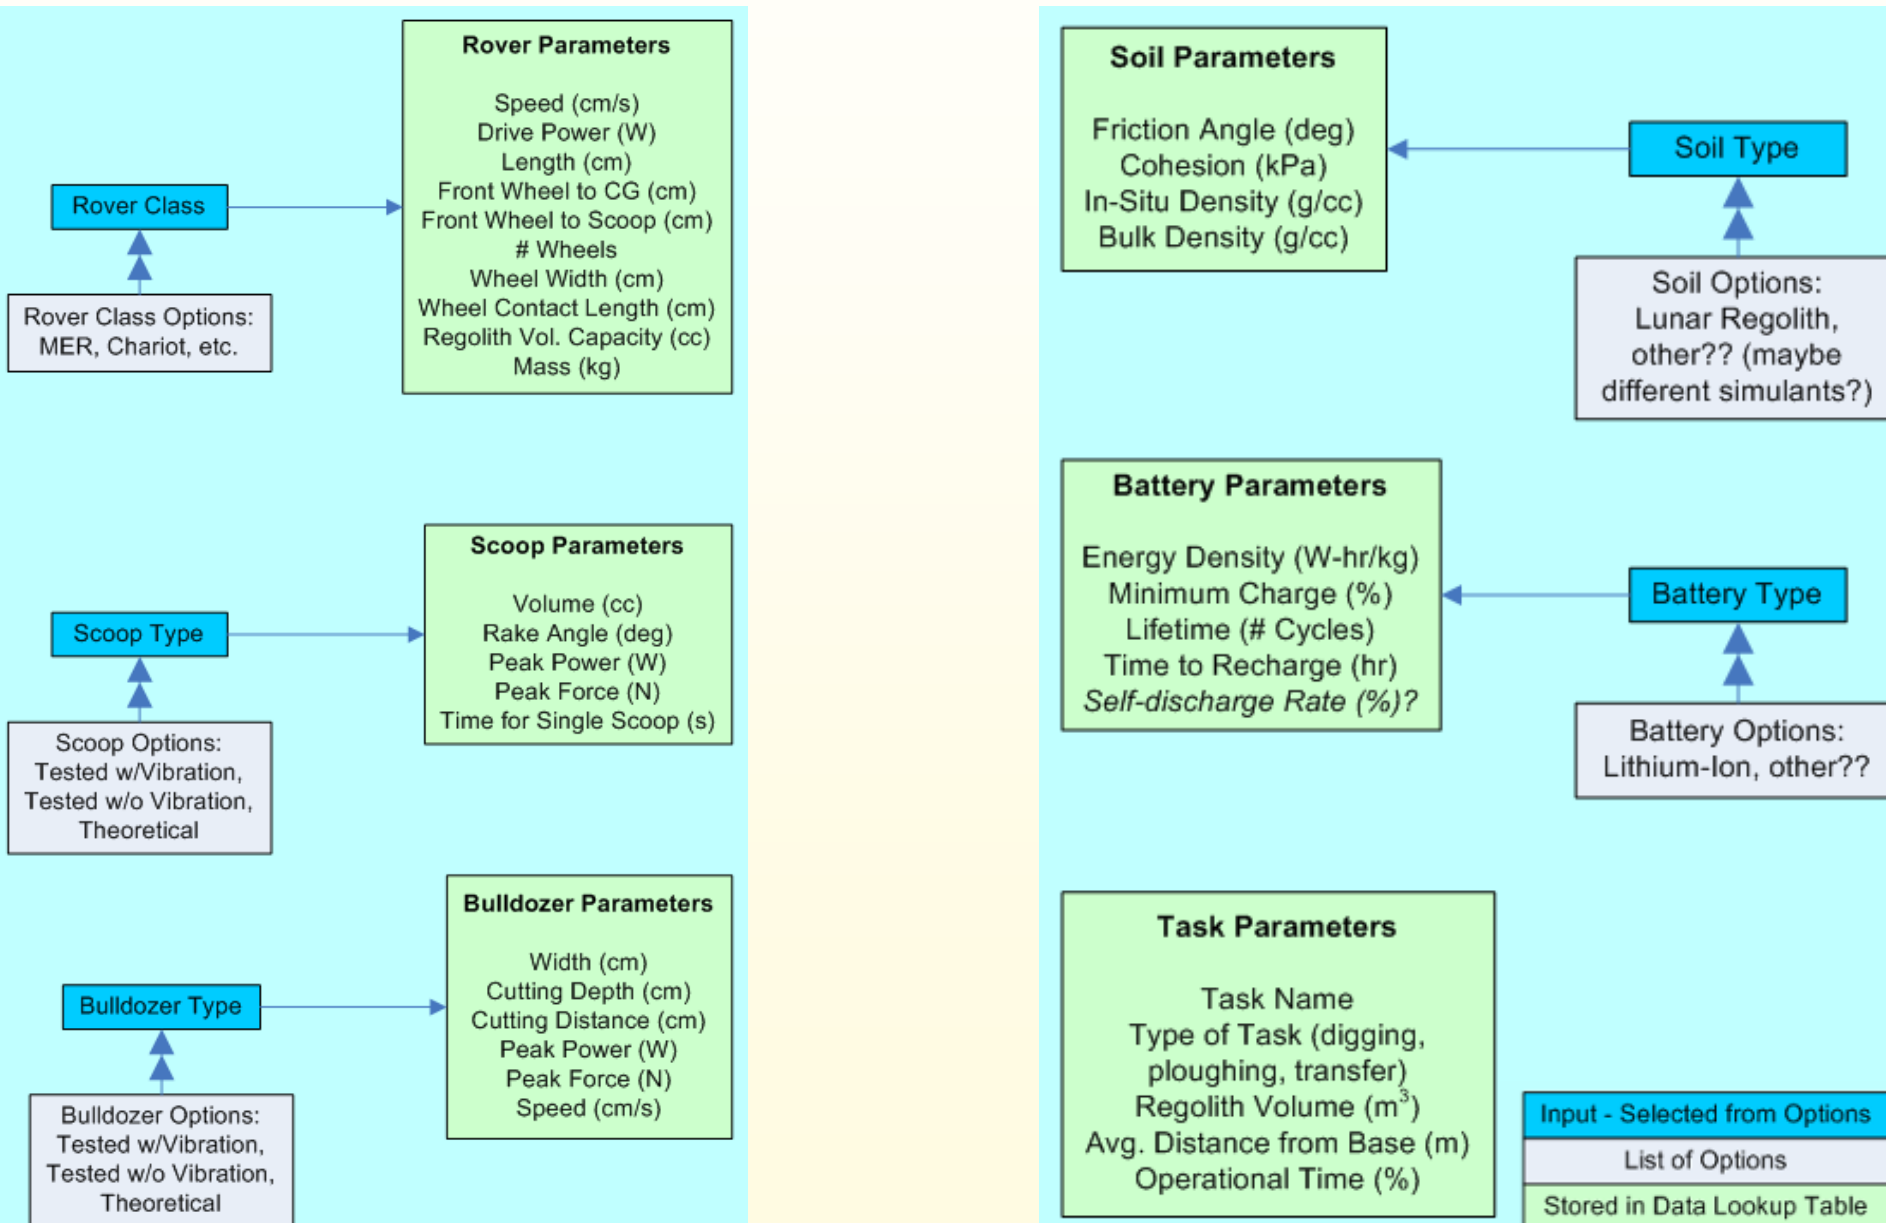 Rover Parameters
Speed (cm/s)
Drive Power (W)
Length (cm)
Front Wheel to CG (cm)
Front Wheel to Scoop (cm)
# Wheels
Wheel Width (cm)
Wheel Contact Length (cm)
Regolith Vol. Capacity (cc)
Mass (kg)
Rover Class
Rover Class Options:
MER, Chariot, etc.
Scoop Parameters
Volume (cc)
Rake Angle (deg)
Peak Power (W)
Peak Force (N)
Time for Single Scoop (s)
Scoop Type
Scoop Options:
Tested w/Vibration,
Tested w/o Vibration,
Theoretical
Bulldozer Parameters
Width (cm)
Cutting Depth (cm)
Cutting Distance (cm)
Peak Power (W)
Peak Force (N)
Speed (cm/s)
Bulldozer Type
Bulldozer Options:
Tested w/Vibration,
Tested w/o Vibration,
Theoretical
Soil Parameters
Friction Angle (deg)
Cohesion (kPa)
In-Situ Density (g/cc)
Bulk Density (g/cc)
Soil Type
Soil Options:
Lunar Regolith,
other?? (maybe
different simulants?)
Battery Parameters
Energy Density (W-hr/kg)
Minimum Charge (%)
Lifetime (# Cycles)
Time to Recharge (hr)
Self-discharge Rate (%)?
Battery Type
Battery Options:
Lithium-Ion, other??
Task Parameters
Task Name
Type of Task (digging,
ploughing, transfer)
Regolith Volume (m³)
Avg. Distance from Base (m)
Operational Time (%)
Input - Selected from Options
List of Options
Stored in Data Lookup Table